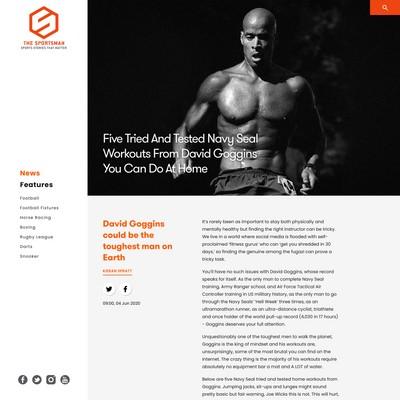 THE SPORTSMAN
SPORTS STORIES THAT MATTER
News
Features
Football
Football Fixtures
Horse Racing
Boxing
Rugby League
Darts
Snooker
Five Tried And Tested Navy Seal
Workouts From David Goggins
You Can Do At Home
David Goggins
could be the
toughest man on
Earth
KIERAN SPRATT
09:00, 04 Jun 2020
It's rarely been as important to stay both physically and
mentally healthy but finding the right instructor can be tricky.
We live in a world where social media is flooded with self-
proclaimed 'fitness gurus' who can 'get you shredded in 30
days,' so finding the genuine among the fugazi can prove a
tricky task.
You'll have no such issues with David Goggins, whose record
speaks for itself. As the only man to complete Navy Seal
training, Army Ranger school, and Air Force Tactical Air
Controller training in US military history, as the only man to go
through the Navy Seals' 'Hell Week' three times, as an
ultramarathon runner, as an ultra-distance cyclist, triathlete
and once holder of the world pull-up record (4,030 in 17 hours)
- Goggins deserves your full attention.
Unquestionably one of the toughest men to walk the planet,
Goggins is the king of mindset and his workouts are,
unsurprisingly, some of the most brutal you can find on the
internet. The crazy thing is the majority of his workouts require
absolutely no equipment bar a mat and A LOT of water.
Below are five Navy Seal tried and tested home workouts from
Goggins. Jumping jacks, sit-ups and lunges might sound
pretty basic but fair warning, Joe Wicks this is not. This will hurt,